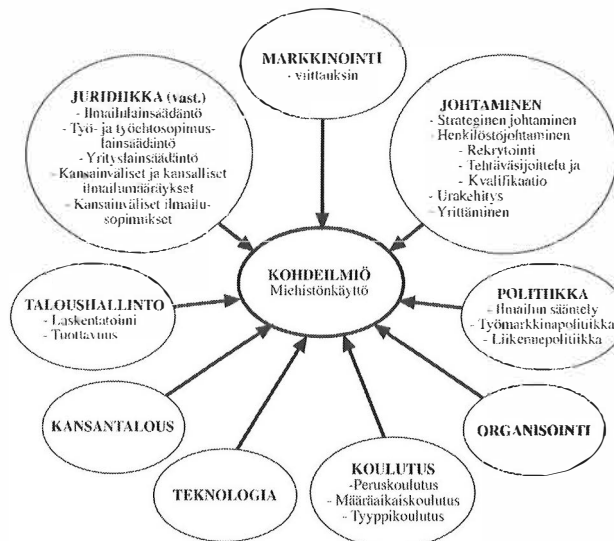 MARKKINOINTI
- viittauksin
JURIDIIKKA (vast.)
- Ilmailulainsäädäntö
- Työ- ja työehtosopimus-
lainsäädäntö
- Yrityslainsäädäntö
- Kansainväliset ja kansalliset
ilmailumääräykset
- Kansainväliset ilmailu-
sopimukset
JOHTAMINEN
- Strateginen johtaminen
- Henkilöstöjohtaminen
- Rekrytointi
- Tehtäväsijoittelu ja
- Kvalifikaatio
- Urakehitys
- Yrittäminen
KOHDEILMIÖ
Miehistönkäyttö
TALOUSHALLINTO
- Laskentatoimi
- Tuottavuus
POLITIIKKA
- Ilmailun sääntely
- Työmarkkinapolitiikka
- Liikennepolitiikka
KANSANTALOUS
ORGANISOINTI
TEKNOLOGIA
KOULUTUS
-Peruskoulutus
- Määräaikaiskoulutus
- Tyyppikoulutus